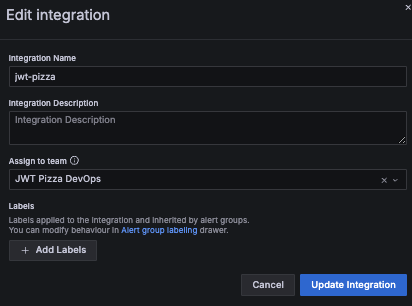 Edit integration
Integration Name
jwt-pizza
Integration Description
Integration Description
Assign to team
JWT Pizza DevOps
Labels
Labels applied to the integration and inherited by alert groups.
You can modify behaviour in Alert group labeling drawer.
+ Add Labels
Cancel
Update Integration